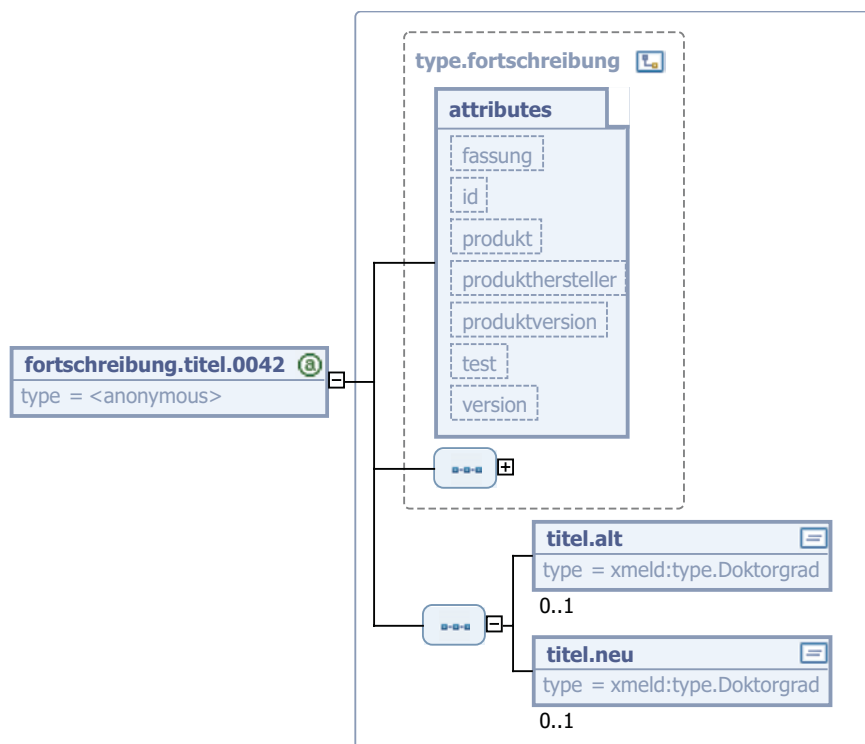 type.fortschreibung
attributes
fassung
id
produkt
produkthersteller
produktversion
test
version
fortschreibung.titel.0042 a
type = <anonymous>
titel.alt
type = xmeld:type.Doktorgrad
0..1
titel.neu
type = xmeld:type.Doktorgrad
0..1